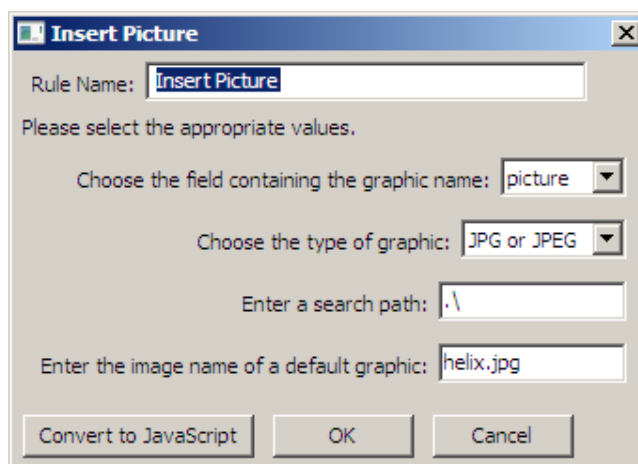 Insert Picture
Rule Name: Insert Picture
Please select the appropriate values.
Choose the field containing the graphic name: picture
Choose the type of graphic: JPG or JPEG
Enter a search path: .\
Enter the image name of a default graphic: helix.jpg
Convert to JavaScript OK Cancel